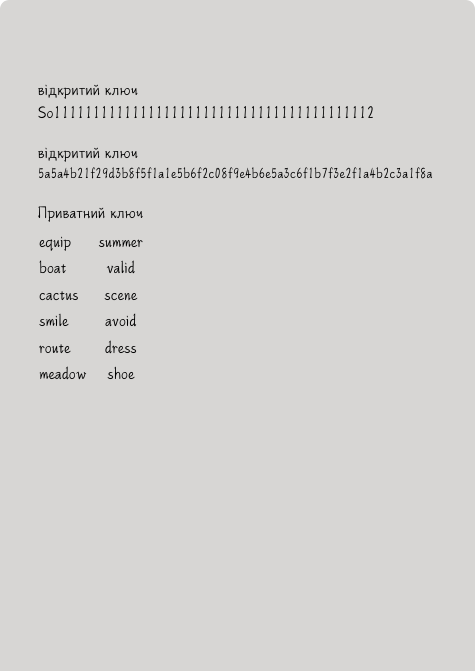 відкритий ключ
So11111111111111111111111111111111111111112
відкритий ключ
5a5a4b21f29d3b8f5f1a1e5b6f2c08f9e4b6e5a3c6f1b7f3e2f1a4b2c3a1f8a
Приватний ключ
equip summer
boat valid
cactus scene
smile avoid
route dress
meadow shoe